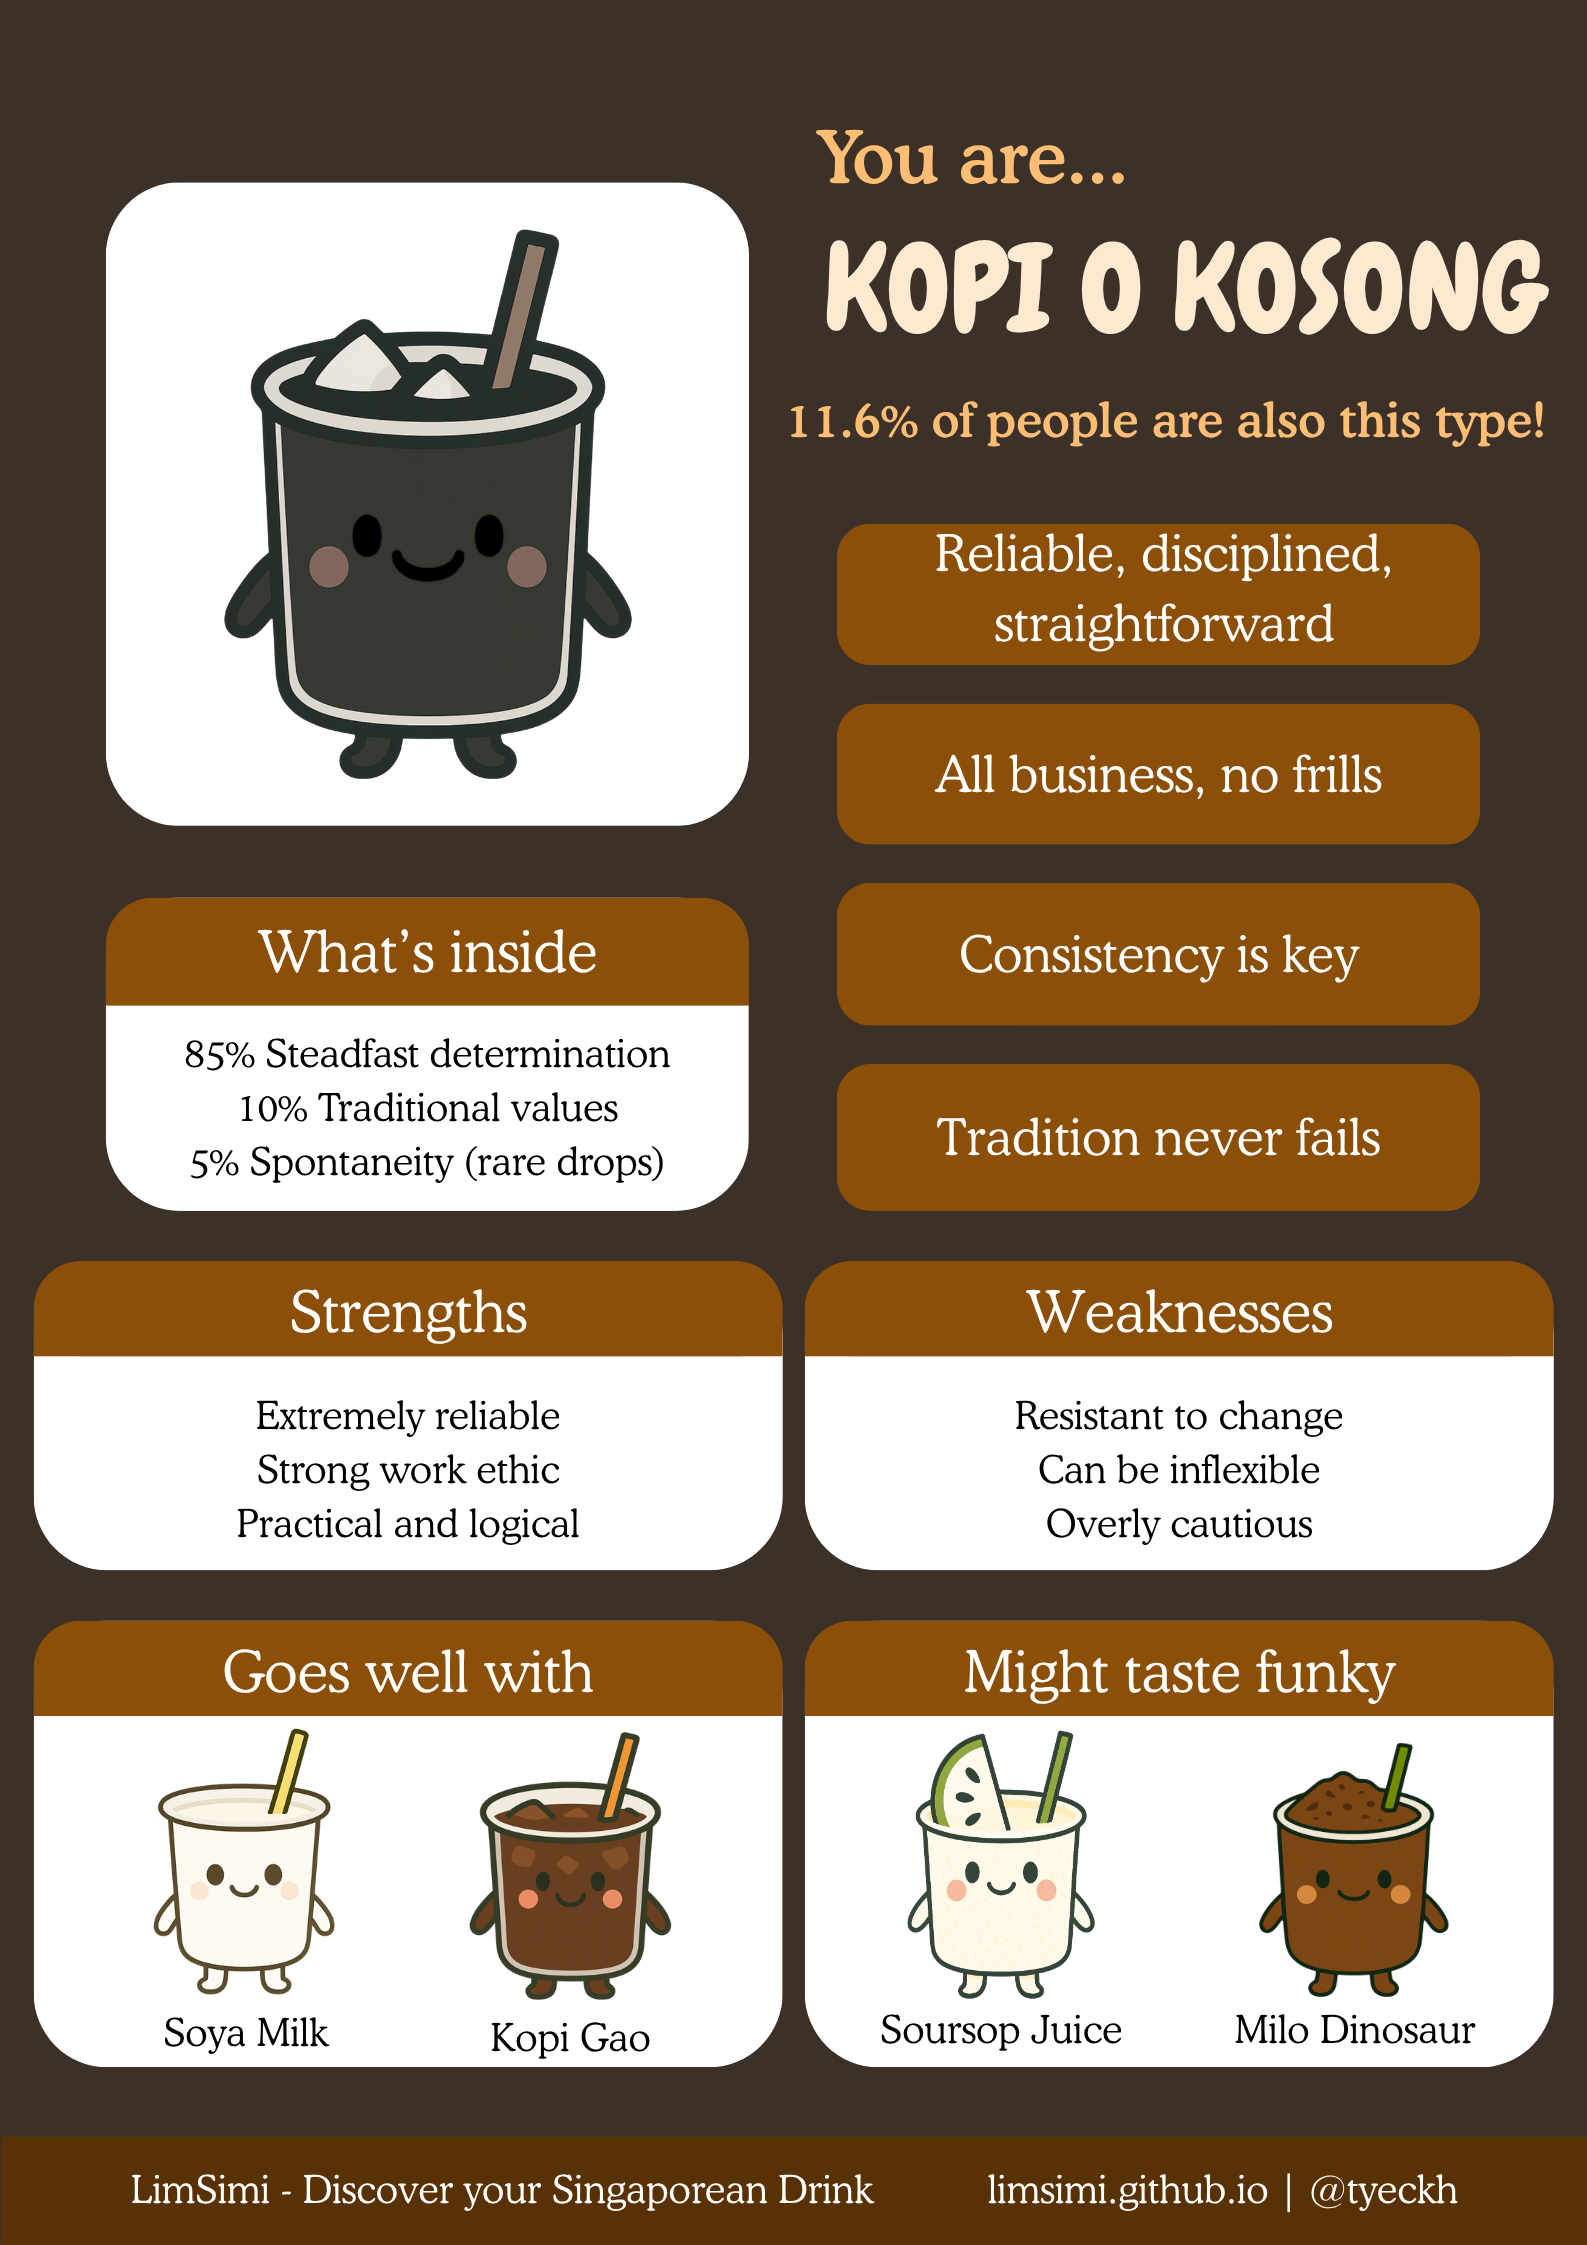 You are...
KOPI O KOSONG
11.6% of people are also this type!
Reliable, disciplined,
straightforward
All business, no frills
Consistency is key
Tradition never fails
What's inside
85% Steadfast determination
10% Traditional values
5% Spontaneity (rare drops)
Strengths
Extremely reliable
Strong work ethic
Practical and logical
Weaknesses
Resistant to change
Can be inflexible
Overly cautious
Goes well with
Soya Milk
Kopi Gao
Might taste funky
Soursop Juice
Milo Dinosaur
LimSimi - Discover your Singaporean Drink
limsimi.github.io | @tyeckh